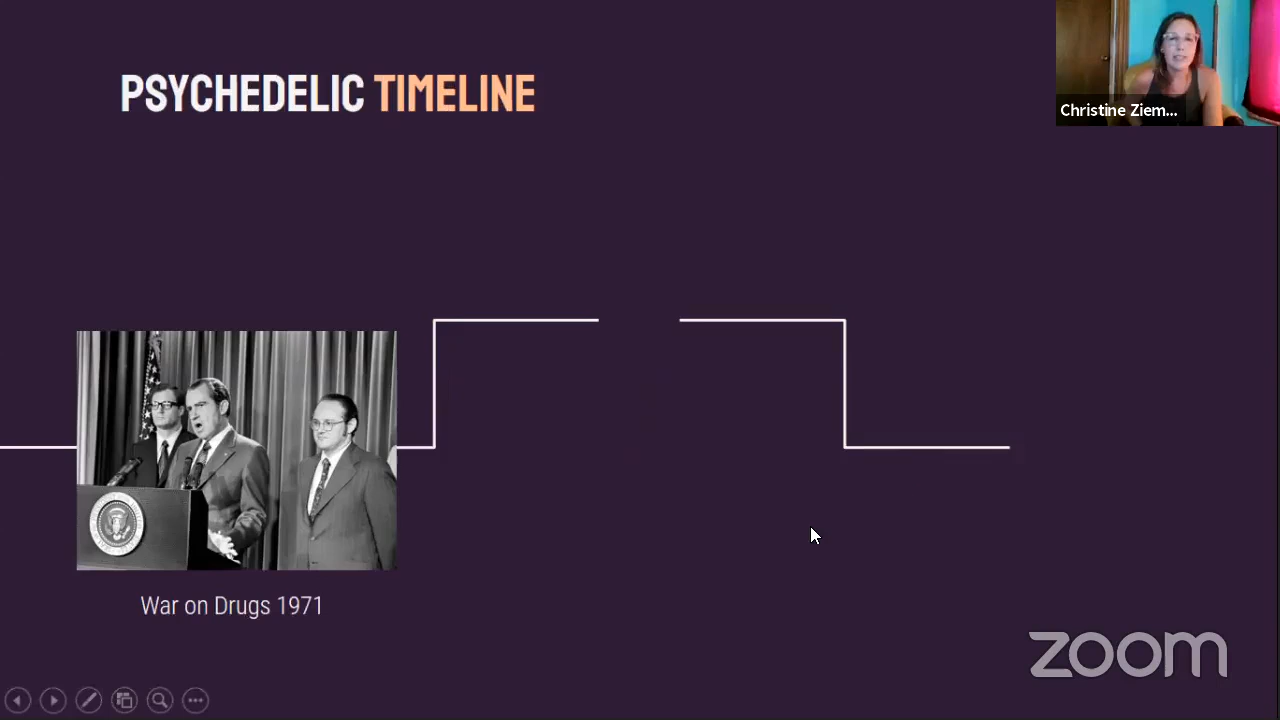 PSYCHEDELIC TIMELINE
Christine Ziem...
War on Drugs 1971
zoom